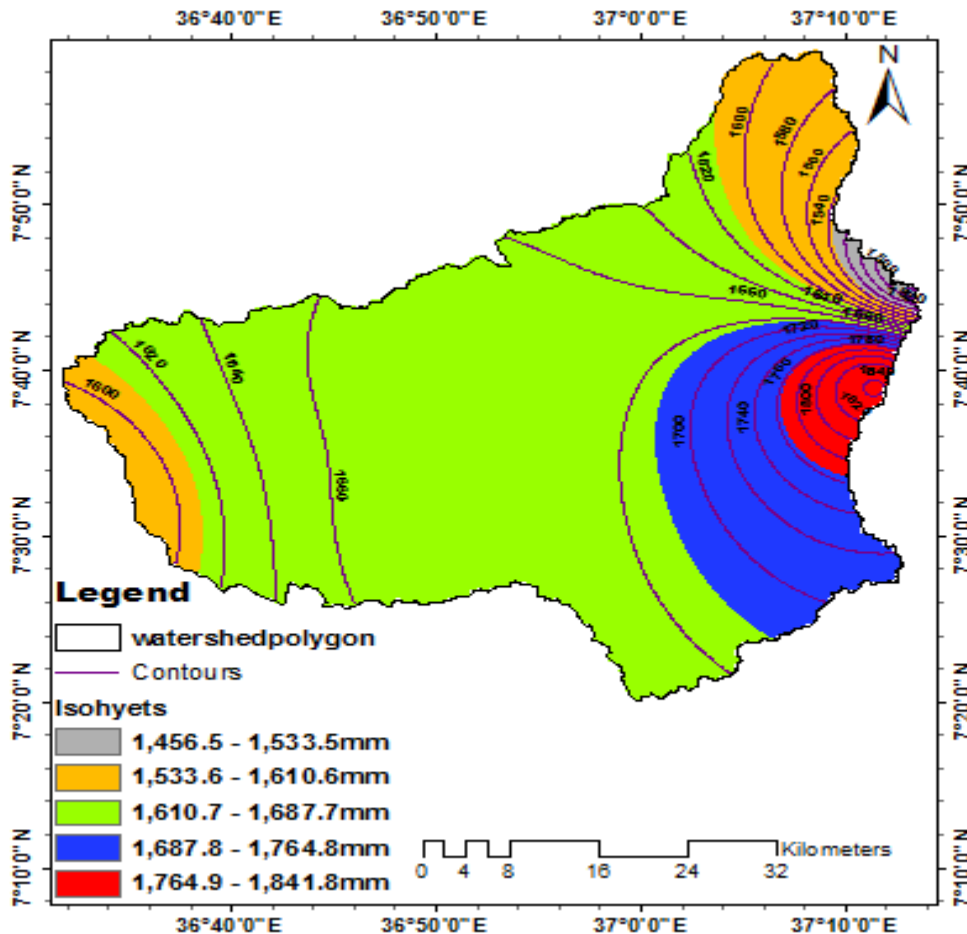 36°40'0"E 36°50'0"E 37°0'0"E 37°10'0"E
N
7°50'0"N 7°50'0"N
7°40'0"N 7°40'0"N
7°30'0"N 7°30'0"N
7°20'0"N 7°20'0"N
7°10'0"N 7°10'0"N
1600
1580
1560
1540
1620
1660
1720
1760
1780
1700
1740
1800
1600
1620
1640
1660
Legend
watershedpolygon
Contours
Isohyets
1,456.5 - 1,533.5mm
1,533.6 - 1,610.6mm
1,610.7 - 1,687.7mm
1,687.8 - 1,764.8mm
1,764.9 - 1,841.8mm
Kilometers
0 4 8 16 24 32
36°40'0"E 36°50'0"E 37°0'0"E 37°10'0"E